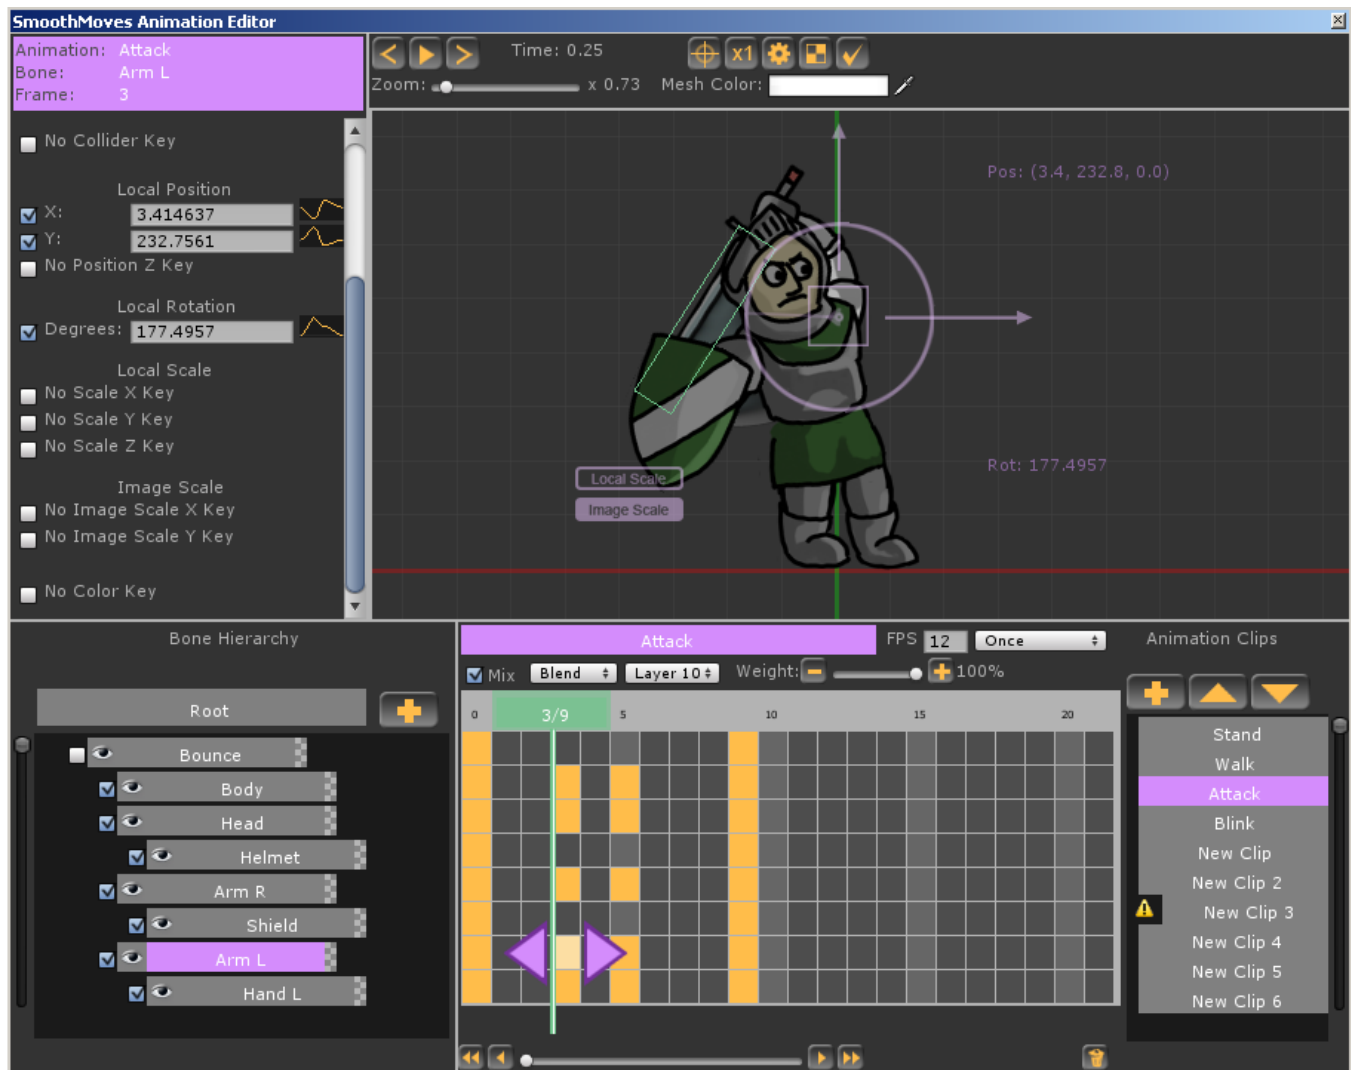 SmoothMoves Animation Editor
Animation: Attack
Bone: Arm L
Frame: 3
Time: 0.25
x1
Zoom: x 0.73 Mesh Color:
No Collider Key
Local Position
X: 3.414637
Y: 232.7561
No Position Z Key
Local Rotation
Degrees: 177.4957
Local Scale
No Scale X Key
No Scale Y Key
No Scale Z Key
Image Scale
No Image Scale X Key
No Image Scale Y Key
No Color Key
Pos: (3.4, 232.8, 0.0)
Rot: 177.4957
Local Scale
Image Scale
Bone Hierarchy
Root
Bounce
Body
Head
Helmet
Arm R
Shield
Arm L
Hand L
Attack FPS 12 Once
Mix Blend Layer 10 Weight: 100%
0 3/9 5 10 15 20
Animation Clips
Stand
Walk
Attack
Blink
New Clip
New Clip 2
New Clip 3
New Clip 4
New Clip 5
New Clip 6